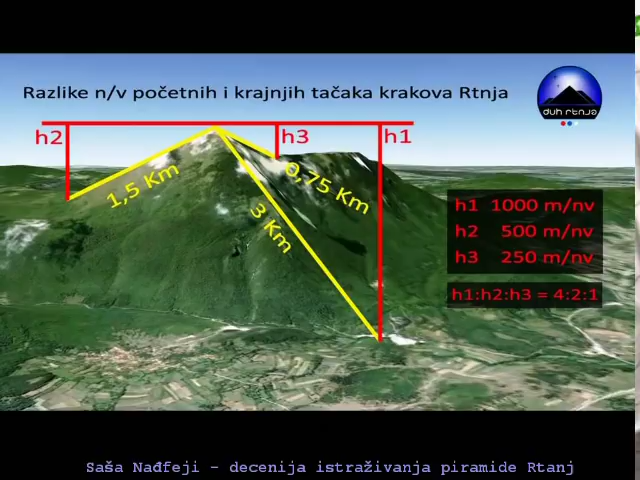 Razlike n/v početnih i krajnjih tačaka krakova Rtnja
duh rtnja
h2
h3
h1
1,5 Km
0,75 Km
3 Km
h1 1000 m/nv
h2 500 m/nv
h3 250 m/nv
h1:h2:h3 = 4:2:1
Saša Nađfeji - decenija istraživanja piramide Rtanj